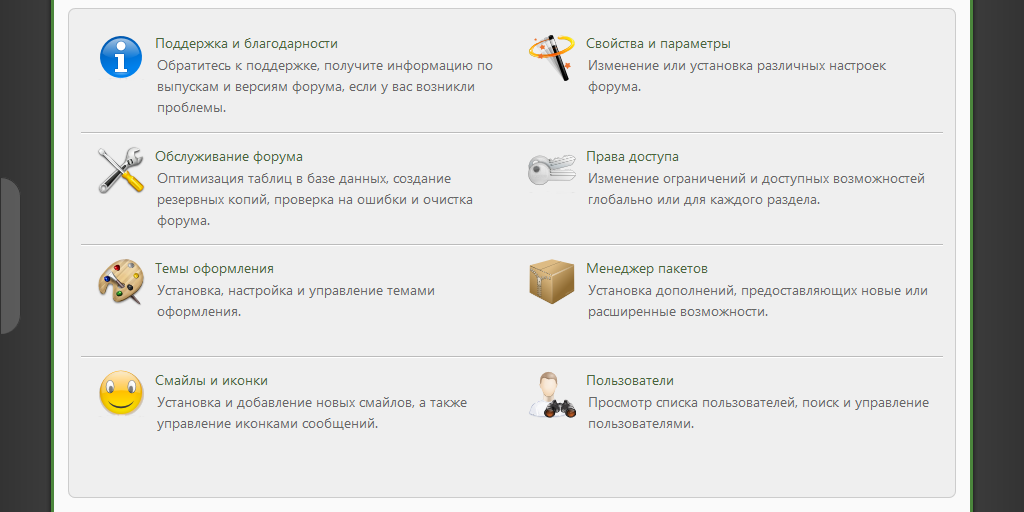 Поддержка и благодарности
Обратитесь к поддержке, получите информацию по
выпускам и версиям форума, если у вас возникли
проблемы.
Свойства и параметры
Изменение или установка различных настроек
форума.
Обслуживание форума
Оптимизация таблиц в базе данных, создание
резервных копий, проверка на ошибки и очистка
форума.
Права доступа
Изменение ограничений и доступных возможностей
глобально или для каждого раздела.
Темы оформления
Установка, настройка и управление темами
оформления.
Менеджер пакетов
Установка дополнений, предоставляющих новые или
расширенные возможности.
Смайлы и иконки
Установка и добавление новых смайлов, а также
управление иконками сообщений.
Пользователи
Просмотр списка пользователей, поиск и управление
пользователями.